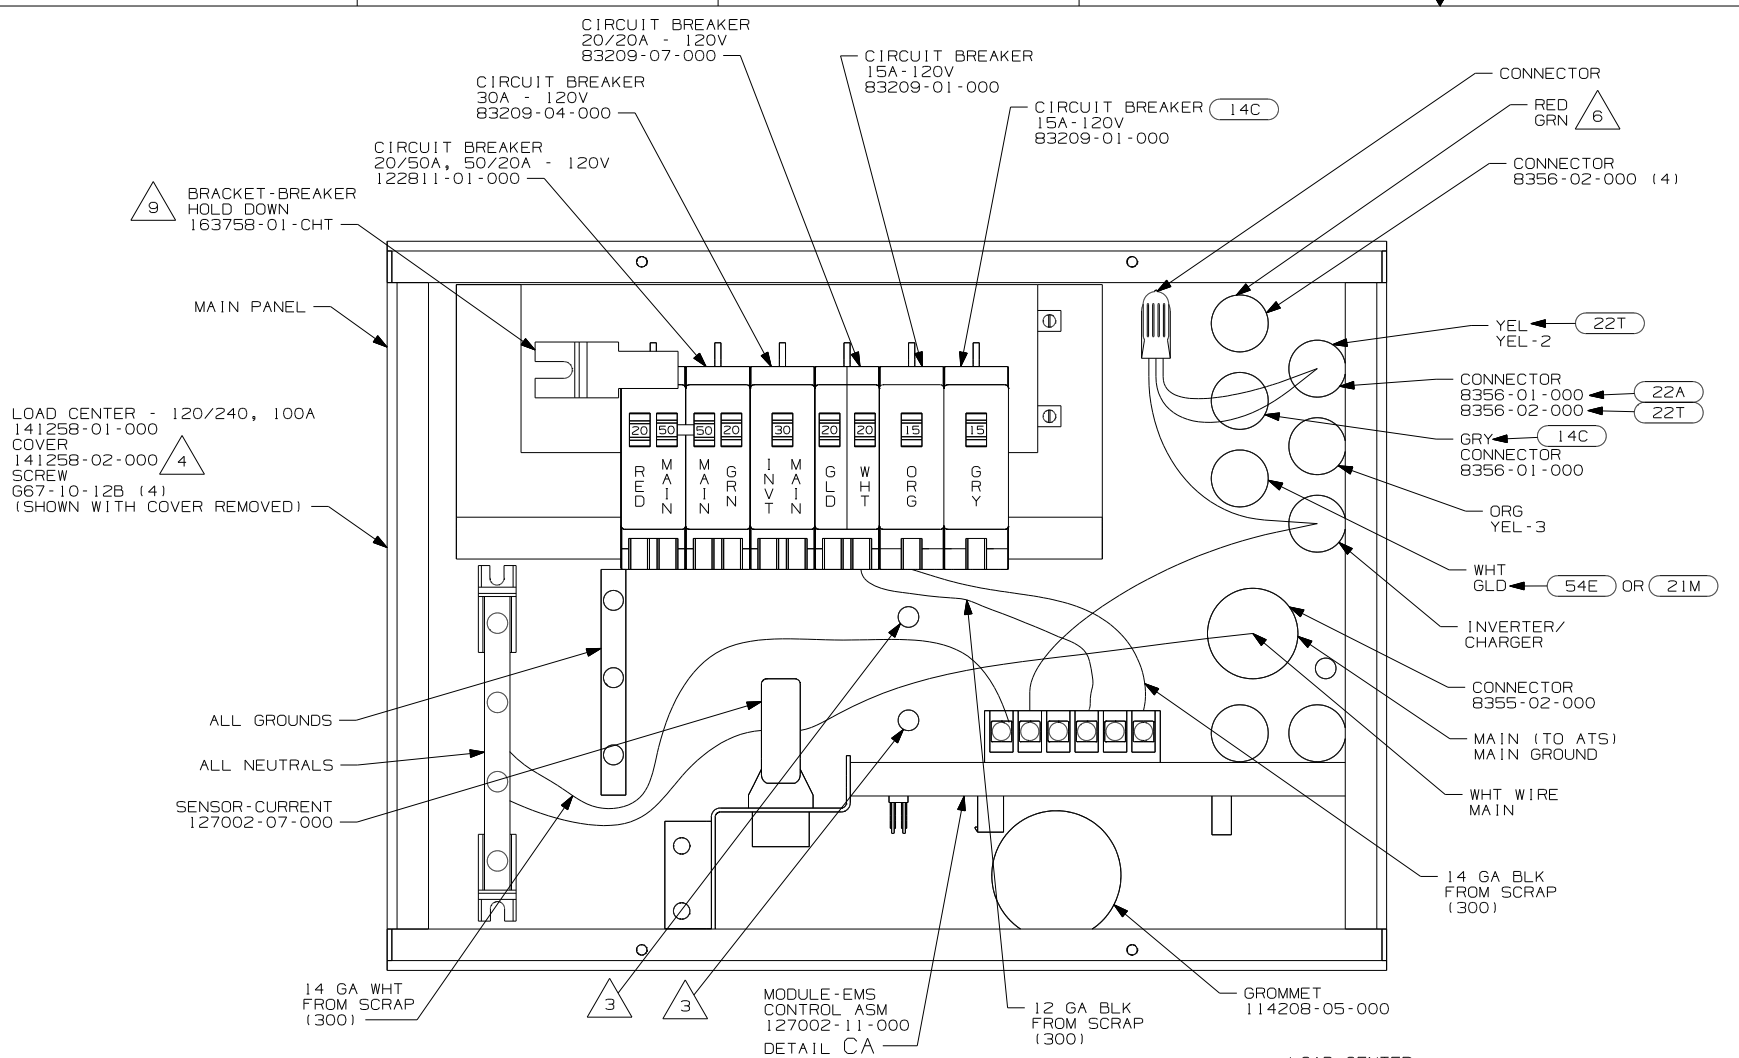 CIRCUIT BREAKER
20/20A - 120V
83209-07-000
CIRCUIT BREAKER
30A - 120V
83209-04-000
CIRCUIT BREAKER
20/50A, 50/20A - 120V
122811-01-000
CIRCUIT BREAKER
15A-120V
83209-01-000
CIRCUIT BREAKER 14C
15A-120V
83209-01-000
CONNECTOR
RED
GRN 6
CONNECTOR
8356-02-000 (4)
9 BRACKET-BREAKER
HOLD DOWN
163758-01-CHT
MAIN PANEL
LOAD CENTER - 120/240, 100A
141258-01-000
COVER
141258-02-000 4
SCREW
G67-10-12B (4)
(SHOWN WITH COVER REMOVED)
20 50 50 20 30 20 20 15 15
RED
MAIN
MAIN
GRN
INVT
MAIN
GLD
WHT
ORG
GRY
YEL 22T
YEL-2
CONNECTOR
8356-01-000 22A
8356-02-000 22T
GRY 14C
CONNECTOR
8356-01-000
ORG
YEL-3
WHT
GLD 54E OR 21M
INVERTER/
CHARGER
CONNECTOR
8355-02-000
MAIN (TO ATS)
MAIN GROUND
WHT WIRE
MAIN
14 GA BLK
FROM SCRAP
(300)
ALL GROUNDS
ALL NEUTRALS
SENSOR-CURRENT
127002-07-000
14 GA WHT
FROM SCRAP
(300)
3
3
MODULE-EMS
CONTROL ASM
127002-11-000
DETAIL CA
12 GA BLK
FROM SCRAP
(300)
GROMMET
114208-05-000
LOAD CENTER